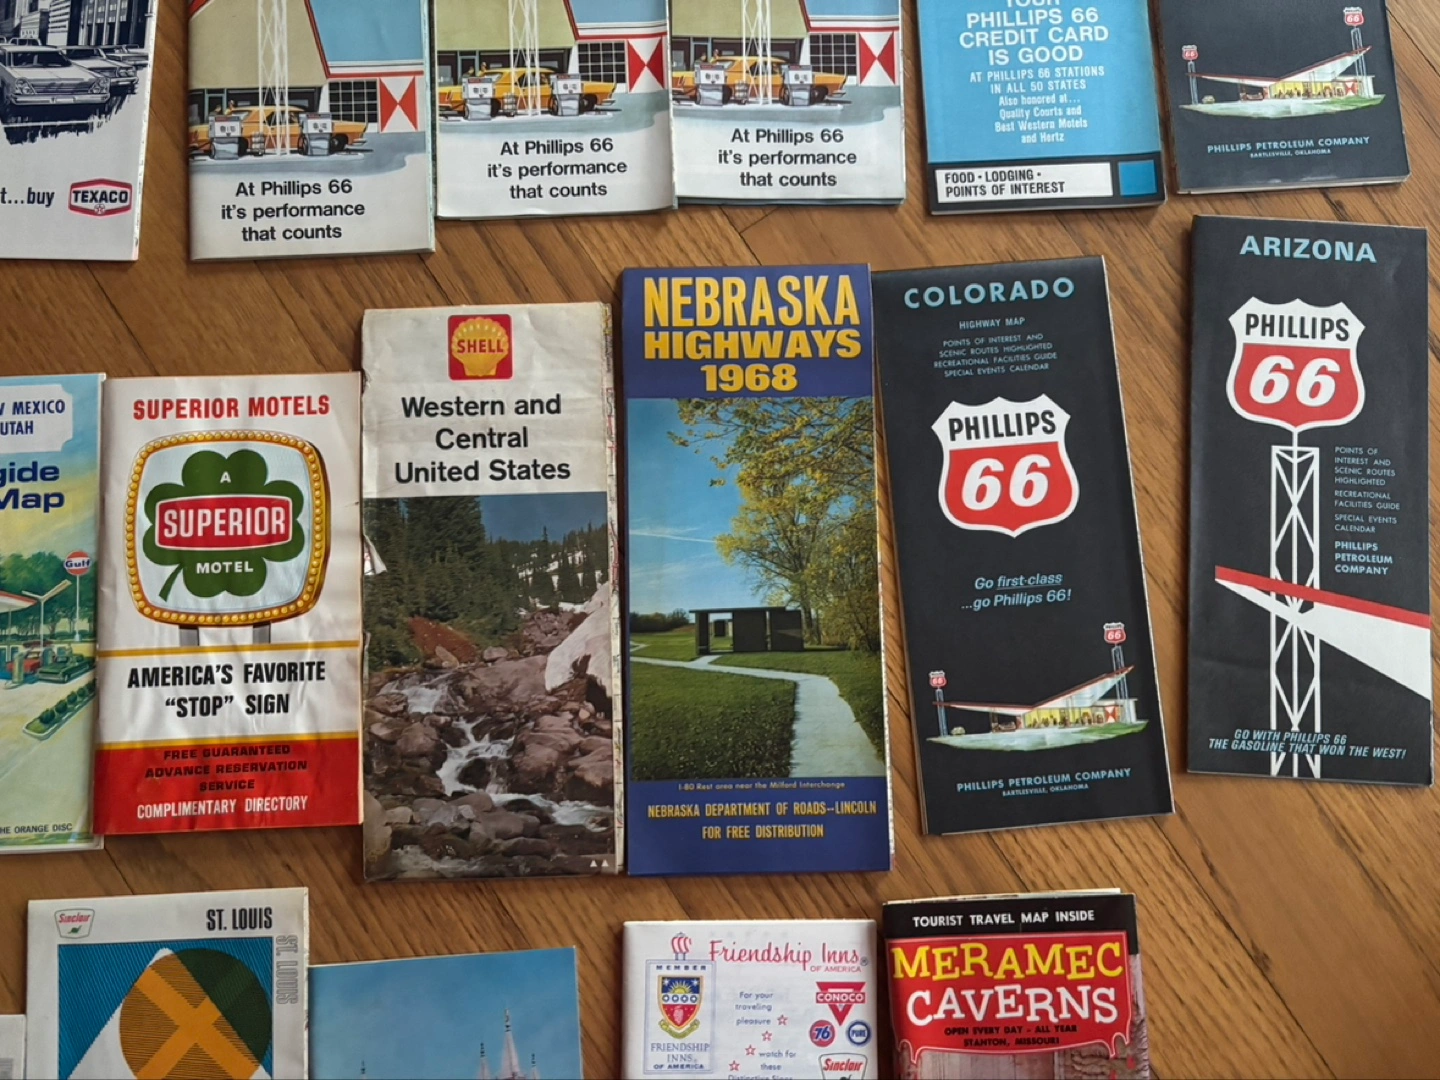 t...buy
TEXACO
At Phillips 66
it's performance
that counts
At Phillips 66
it's performance
that counts
At Phillips 66
it's performance
that counts
YOUR
PHILLIPS 66
CREDIT CARD
IS GOOD
AT PHILLIPS 66 STATIONS
IN ALL 50 STATES
Also honored at...
Quality Courts and
Best Western Motels
and Hertz
FOOD • LODGING •
POINTS OF INTEREST
66
66
PHILLIPS PETROLEUM COMPANY
BARTLESVILLE, OKLAHOMA
W MEXICO
UTAH
gide
Map
Gulf
HE ORANGE DISC
SUPERIOR MOTELS
A
SUPERIOR
MOTEL
AMERICA'S FAVORITE
"STOP" SIGN
FREE GUARANTEED
ADVANCE RESERVATION
SERVICE
COMPLIMENTARY DIRECTORY
SHELL
Western and
Central
United States
NEBRASKA
HIGHWAYS
1968
I-80 Rest area near the Milford Interchange
NEBRASKA DEPARTMENT OF ROADS--LINCOLN
FOR FREE DISTRIBUTION
COLORADO
HIGHWAY MAP
POINTS OF INTEREST AND
SCENIC ROUTES HIGHLIGHTED
RECREATIONAL FACILITIES GUIDE
SPECIAL EVENTS CALENDAR
PHILLIPS
66
Go first-class
...go Phillips 66!
66
66
PHILLIPS PETROLEUM COMPANY
BARTLESVILLE, OKLAHOMA
ARIZONA
PHILLIPS
66
POINTS OF
INTEREST AND
SCENIC ROUTES
HIGHLIGHTED
RECREATIONAL
FACILITIES GUIDE
SPECIAL EVENTS
CALENDAR
PHILLIPS
PETROLEUM
COMPANY
GO WITH PHILLIPS 66
THE GASOLINE THAT WON THE WEST!
Sinclair
ST. LOUIS
ST. LOUIS
Friendship Inns®
OF AMERICA
MEMBER
FRIENDSHIP
INNS®
OF AMERICA
For your
traveling
pleasure
watch for
these
Distinctive Signs
CONOCO
76
PURE
Sinclair
TOURIST TRAVEL MAP INSIDE
MERAMEC
CAVERNS
OPEN EVERY DAY - ALL YEAR
STANTON, MISSOURI